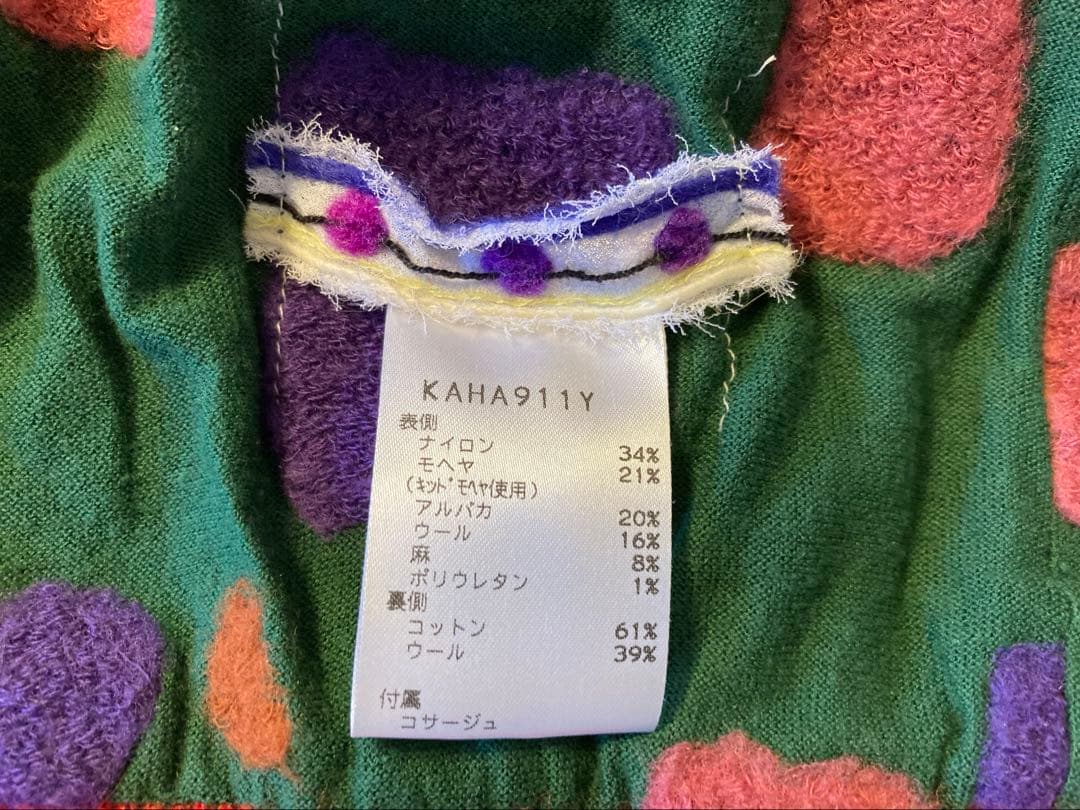 KAHA911Y
表側
ナイロン 34%
モヘヤ 21%
(ｷｯﾄﾞﾓﾍﾔ使用)
アルパカ 20%
ウール 16%
麻 8%
ポリウレタン 1%
裏側
コットン 61%
ウール 39%
付属
コサージュ